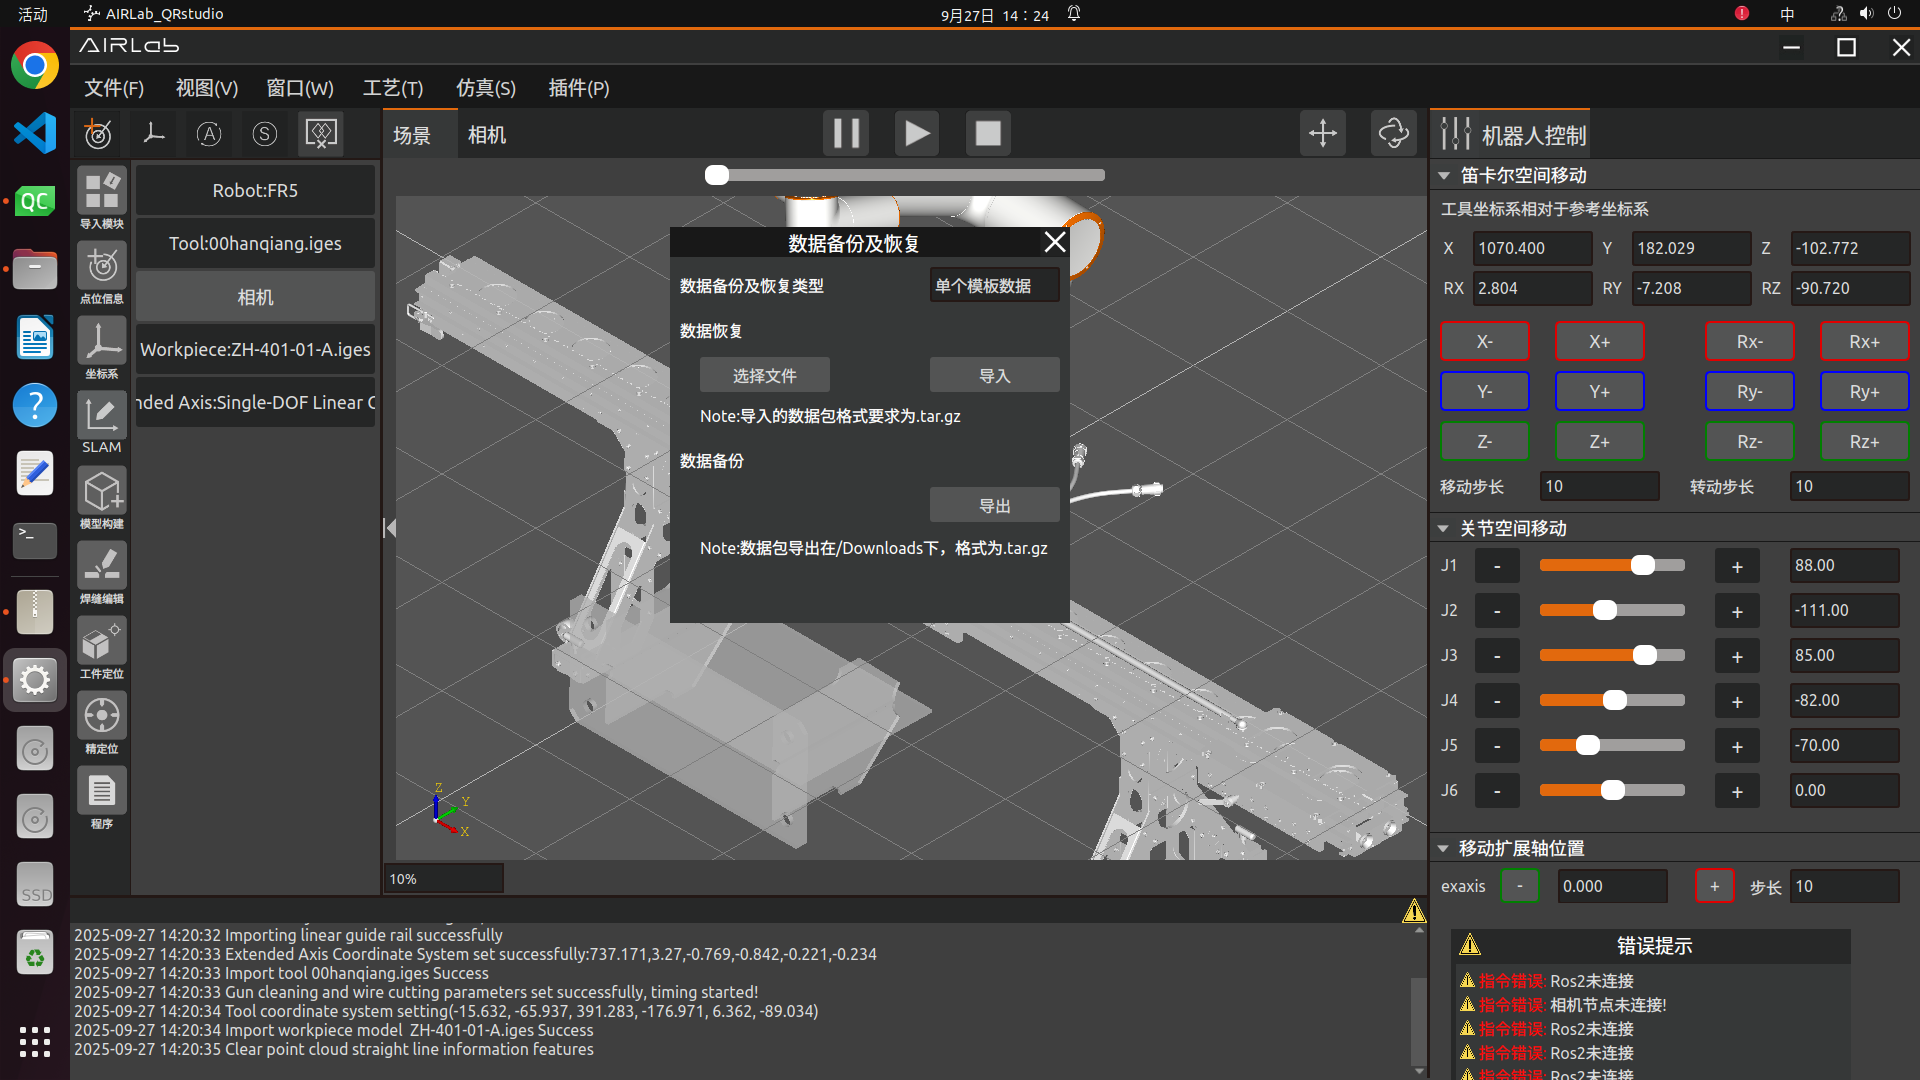 活动
AIRLab_QRstudio
9月27日 14：24
中
AIRLab
文件(F)
视图(V)
窗口(W)
工艺(T)
仿真(S)
插件(P)
场景
相机
机器人控制
导入模块
点位信息
坐标系
SLAM
模型构建
焊缝编辑
工件定位
精定位
程序
Robot:FR5
Tool:00hanqiang.iges
相机
Workpiece:ZH-401-01-A.iges
nded Axis:Single-DOF Linear
数据备份及恢复
数据备份及恢复类型
单个模板数据
数据恢复
选择文件
导入
Note:导入的数据包格式要求为.tar.gz
数据备份
导出
Note:数据包导出在/Downloads下，格式为.tar.gz
Z
Y
X
10%
笛卡尔空间移动
工具坐标系相对于参考坐标系
X 1070.400 Y 182.029 Z -102.772
RX 2.804 RY -7.208 RZ -90.720
X- X+ Rx- Rx+
Y- Y+ Ry- Ry+
Z- Z+ Rz- Rz+
移动步长 10 转动步长 10
关节空间移动
J1 - + 88.00
J2 - + -111.00
J3 - + 85.00
J4 - + -82.00
J5 - + -70.00
J6 - + 0.00
移动扩展轴位置
exaxis - 0.000 + 步长 10
错误提示
指令错误: Ros2未连接
指令错误: 相机节点未连接!
指令错误: Ros2未连接
指令错误: Ros2未连接
指令错误: Ros2未连接
2025-09-27 14:20:32 Importing linear guide rail successfully
2025-09-27 14:20:33 Extended Axis Coordinate System set successfully:737.171,3.27,-0.769,-0.842,-0.221,-0.234
2025-09-27 14:20:33 Import tool 00hanqiang.iges Success
2025-09-27 14:20:33 Gun cleaning and wire cutting parameters set successfully, timing started!
2025-09-27 14:20:34 Tool coordinate system setting(-15.632, -65.937, 391.283, -176.971, 6.362, -89.034)
2025-09-27 14:20:34 Import workpiece model ZH-401-01-A.iges Success
2025-09-27 14:20:35 Clear point cloud straight line information features
QC
SSD
A
S